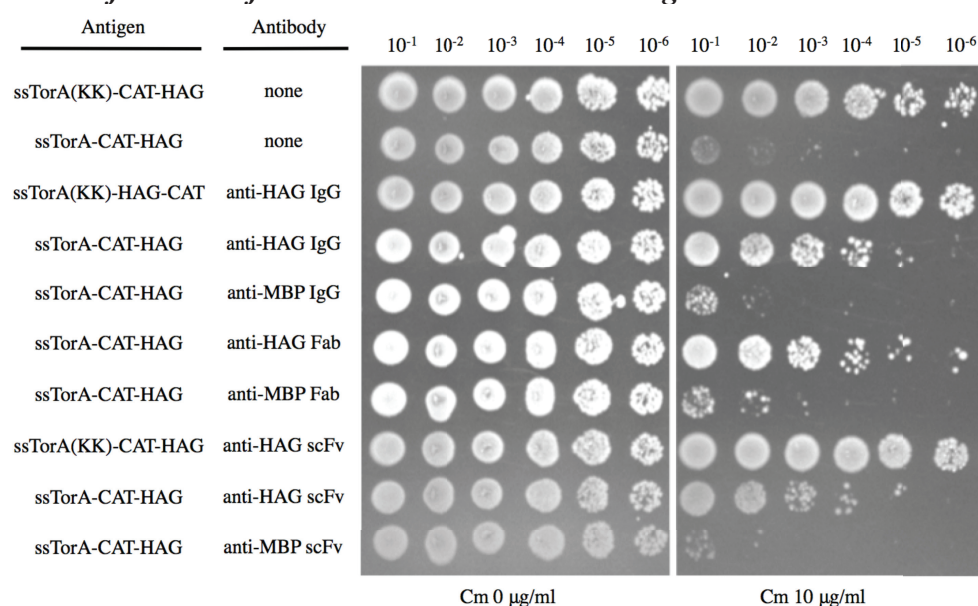 Antigen Antibody 10-1 10-2 10-3 10-4 10-5 10-6 10-1 10-2 10-3 10-4 10-5 10-6
ssTorA(KK)-CAT-HAG none
ssTorA-CAT-HAG none
ssTorA(KK)-HAG-CAT anti-HAG IgG
ssTorA-CAT-HAG anti-HAG IgG
ssTorA-CAT-HAG anti-MBP IgG
ssTorA-CAT-HAG anti-HAG Fab
ssTorA-CAT-HAG anti-MBP Fab
ssTorA(KK)-CAT-HAG anti-HAG scFv
ssTorA-CAT-HAG anti-HAG scFv
ssTorA-CAT-HAG anti-MBP scFv
Cm 0 µg/ml Cm 10 µg/ml